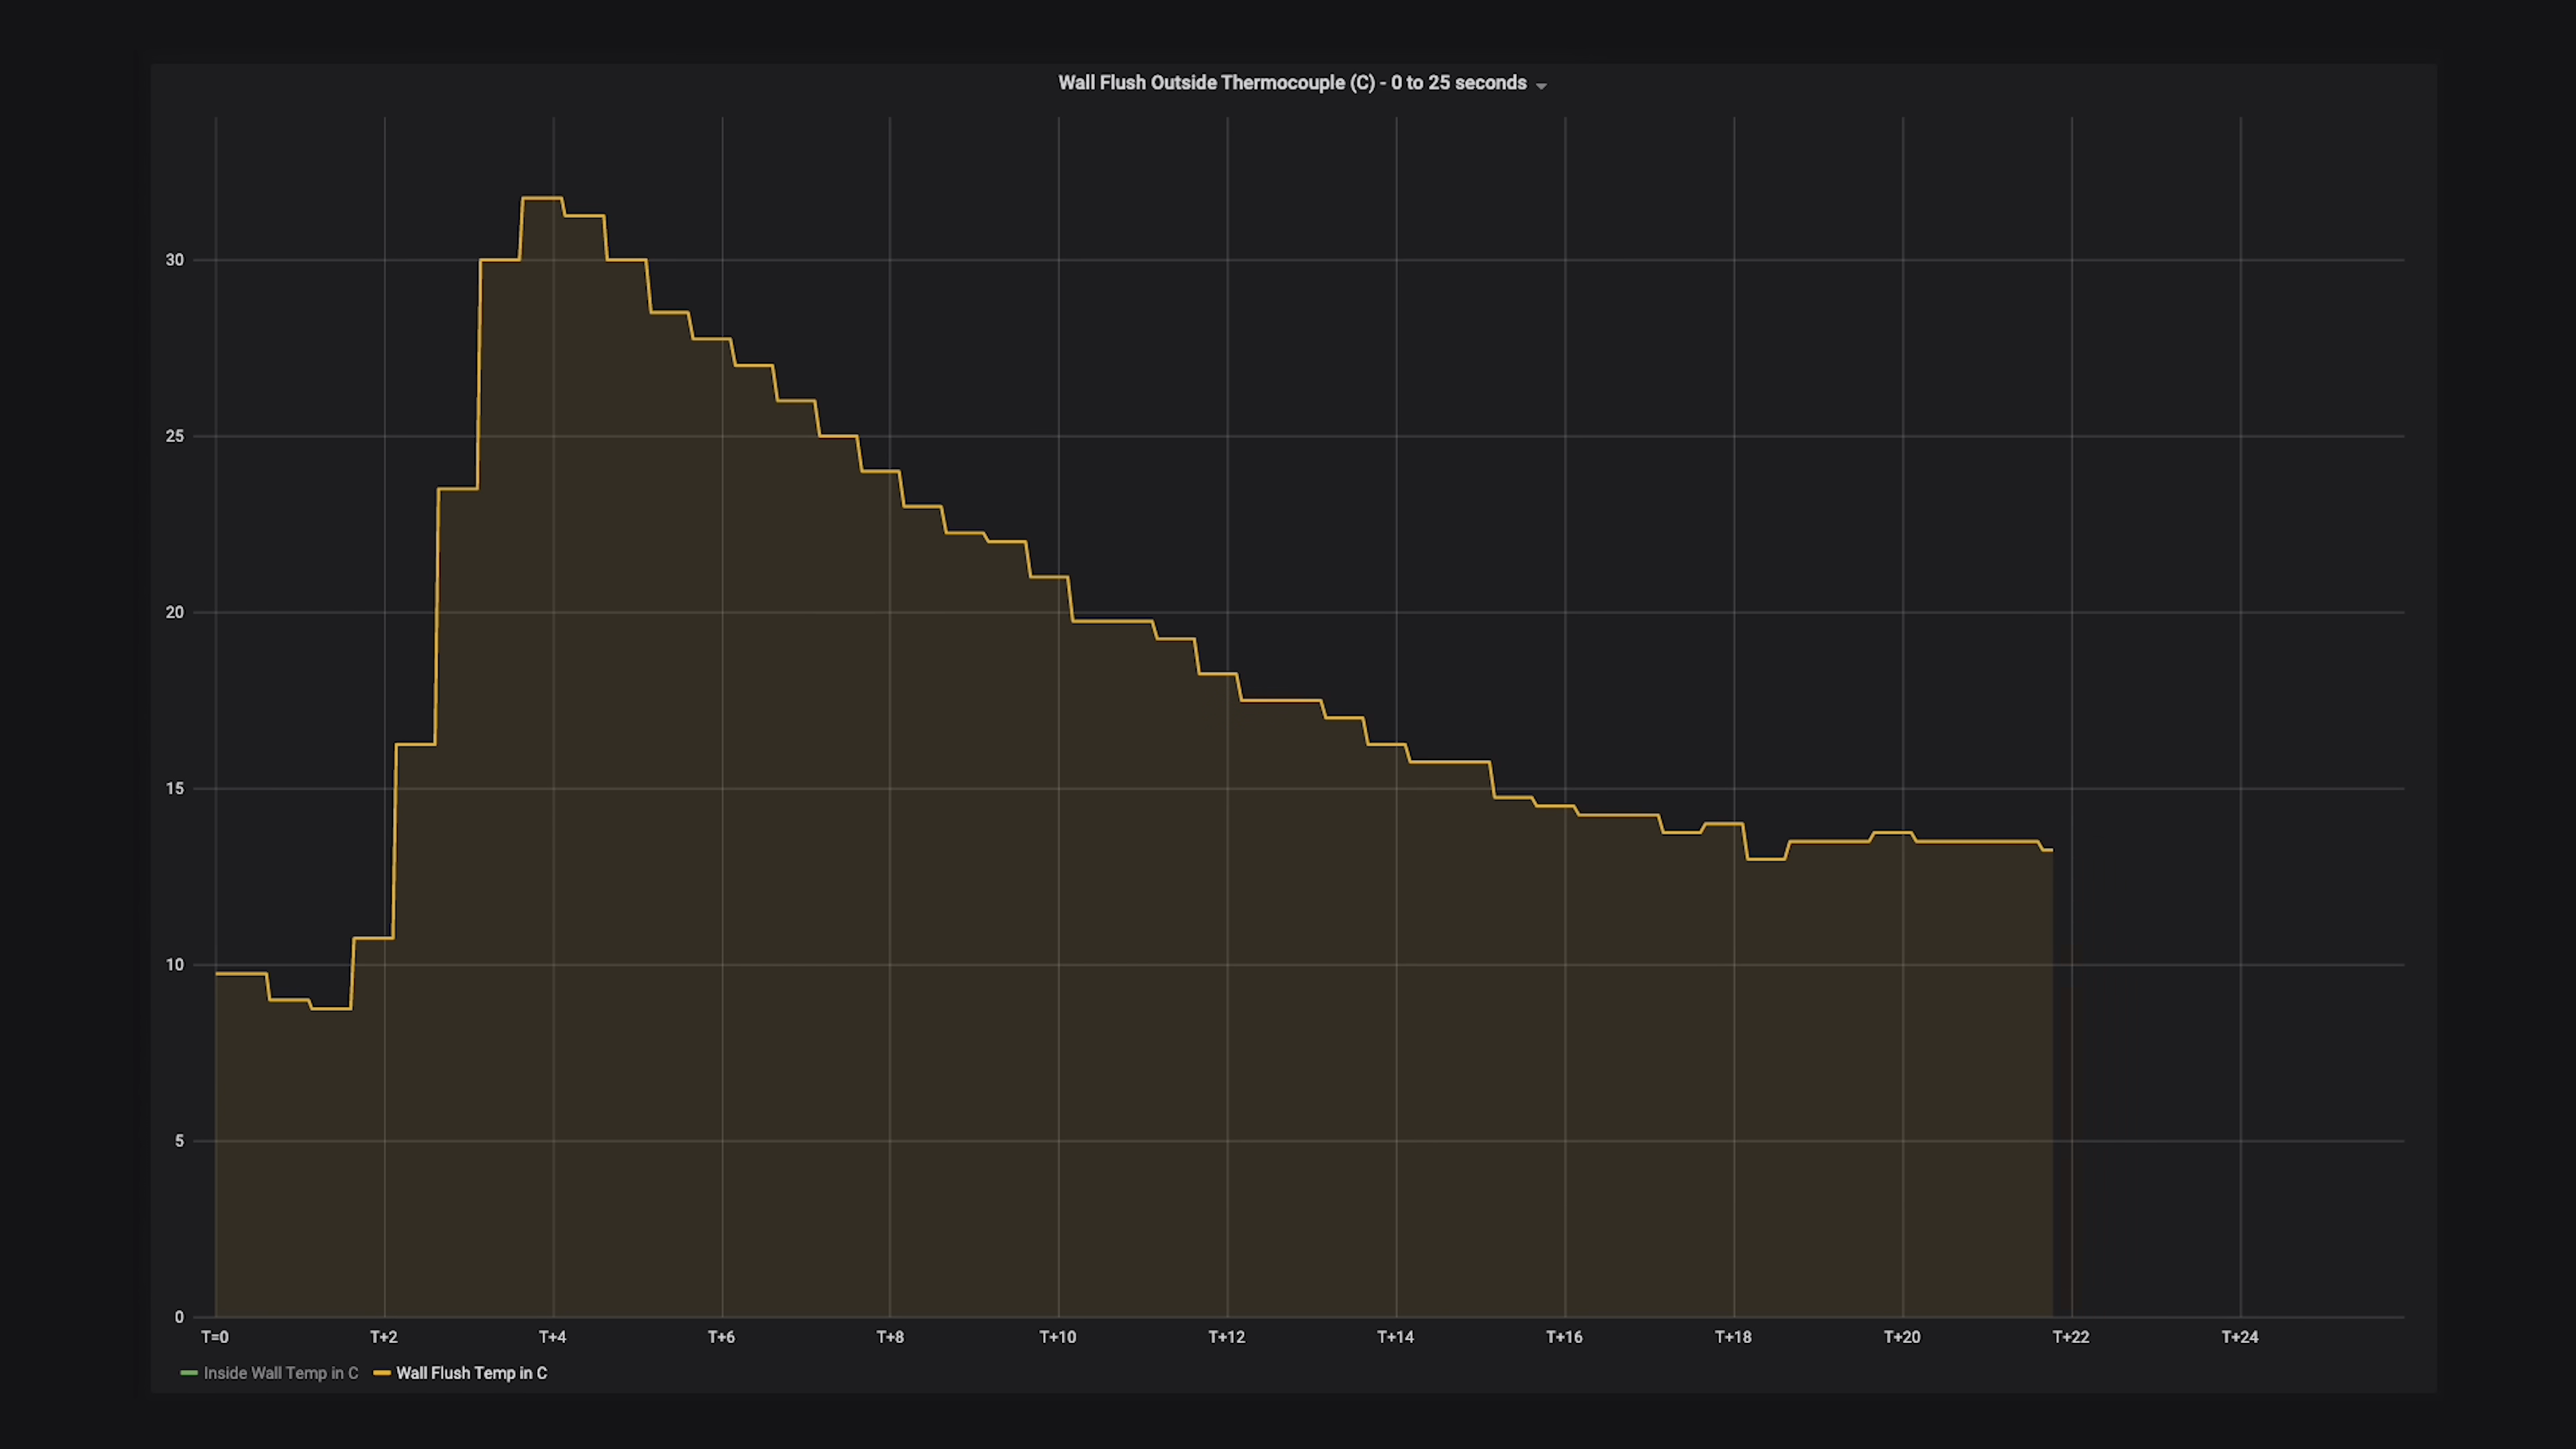 Wall Flush Outside Thermocouple (C) - 0 to 25 seconds
30
25
20
15
10
5
0
T=0 T+2 T+4 T+6 T+8 T+10 T+12 T+14 T+16 T+18 T+20 T+22 T+24
Inside Wall Temp in C Wall Flush Temp in C